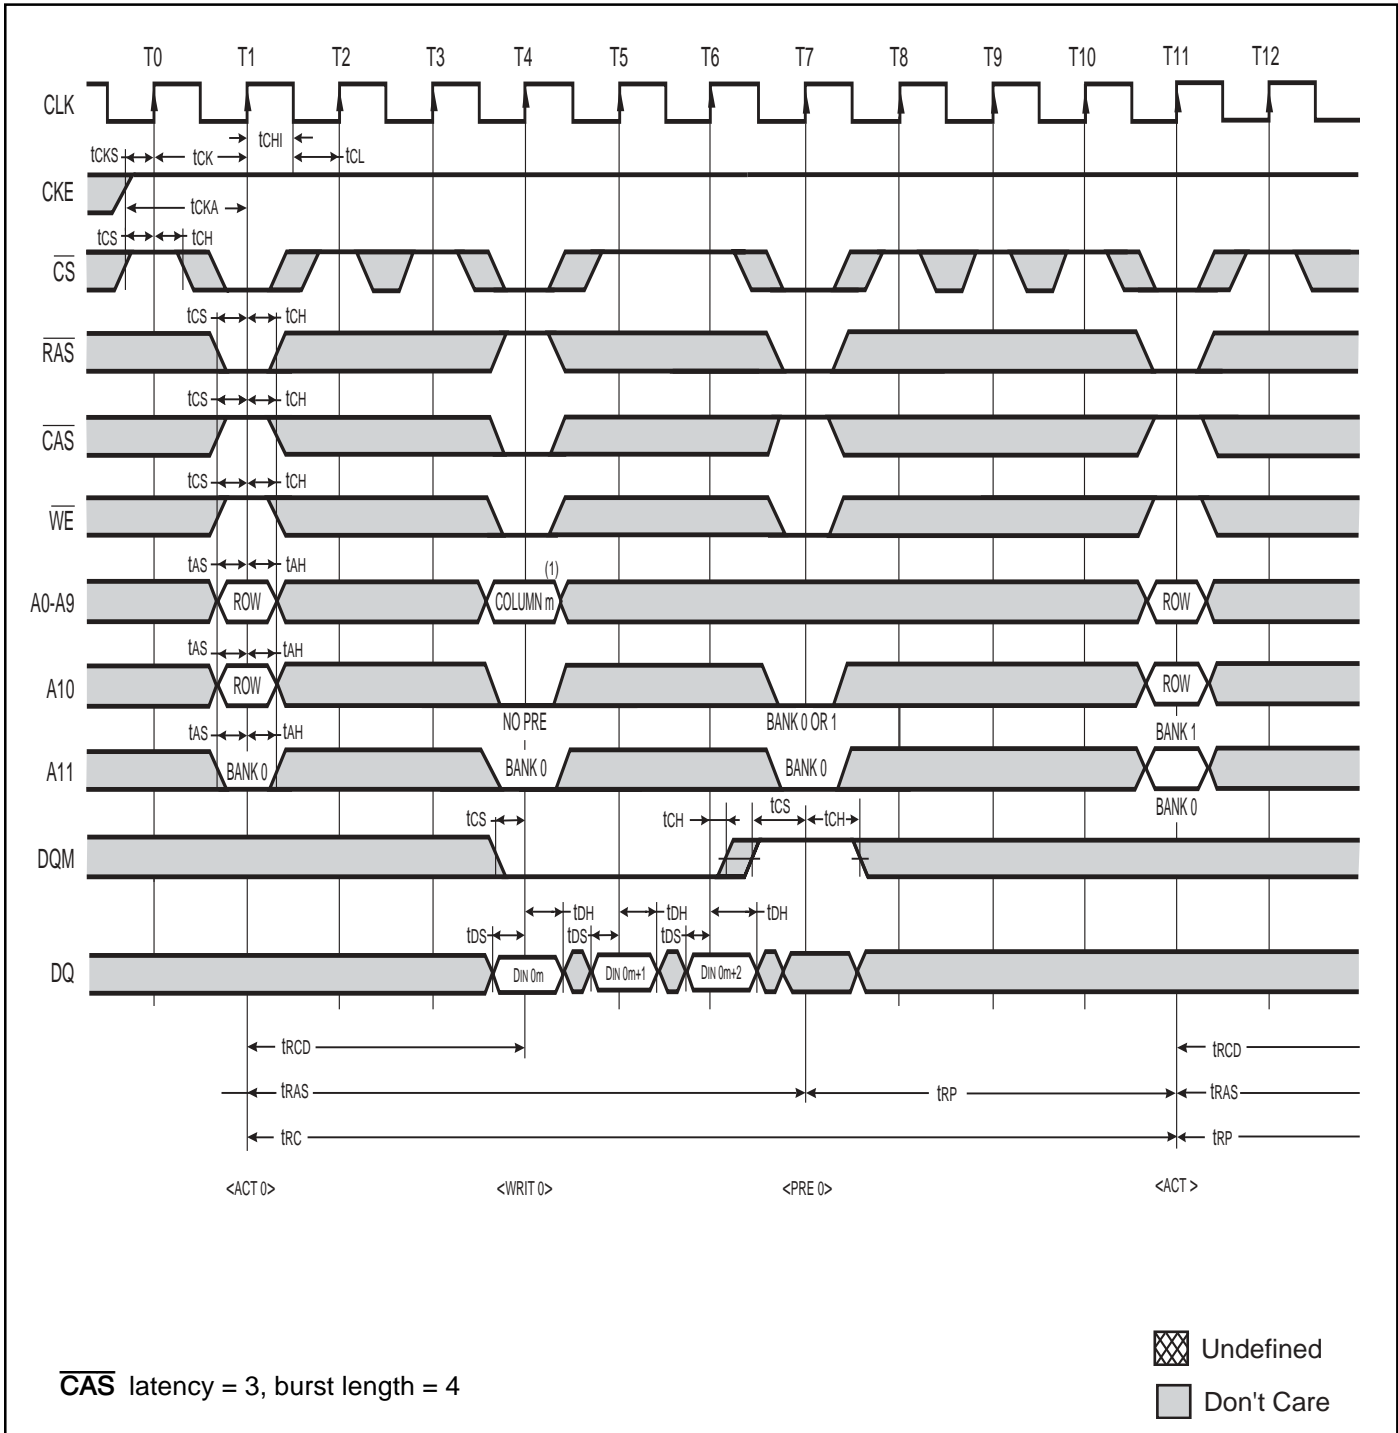 T0 T1 T2 T3 T4 T5 T6 T7 T8 T9 T10 T11 T12
CLK
tCHI
tCKS tCK tCL
CKE
tCKA
tCS tCH
CS
tCS tCH
RAS
tCS tCH
CAS
tCS tCH
WE
tAS tAH (1)
A0-A9 ROW COLUMN m ROW
tAS tAH
A10 ROW ROW
NO PRE BANK 0 OR 1 BANK 1
tAS tAH
A11 BANK 0 BANK 0 BANK 0
BANK 0
tCS tCH tCS tCH
DQM
tDH tDH tDH
tDS tDS tDS
DQ DIN 0m DIN 0m+1 DIN 0m+2
tRCD tRCD
tRAS tRP tRAS
tRC tRP
<ACT 0> <WRIT 0> <PRE 0> <ACT >
Undefined
CAS latency = 3, burst length = 4
Don't Care